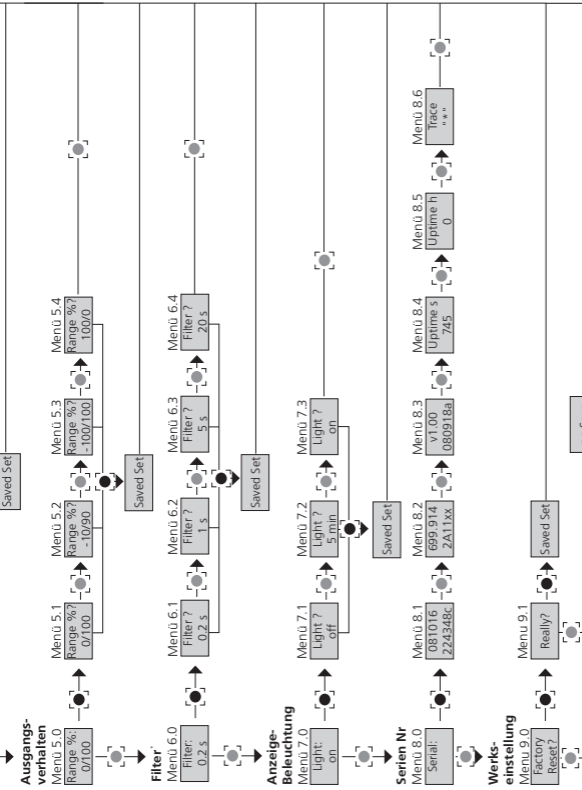 Saved Set
Ausgangs-
verhalten
Menü 5.0
Range %:
0/100
Menü 5.1
Range %?
0/100
Menü 5.2
Range %?
-10/90
Menü 5.3
Range %?
-100/100
Menü 5.4
Range %?
100/0
Saved Set
Filter
Menü 6.0
Filter:
0.2 s
Menü 6.1
Filter ?
0.2 s
Menü 6.2
Filter ?
1 s
Menü 6.3
Filter ?
5 s
Menü 6.4
Filter ?
20 s
Saved Set
Anzeige-
Beleuchtung
Menü 7.0
Light:
on
Menü 7.1
Light ?
off
Menü 7.2
Light ?
5 min
Menü 7.3
Light ?
on
Saved Set
Serien Nr
Menü 8.0
Serial:
Menü 8.1
081016
224348c
Menü 8.2
699.914
2A11xx
Menü 8.3
v1.00
080918a
Menü 8.4
Uptime s
745
Menü 8.5
Uptime h
0
Menü 8.6
Trace
"*"
Werks-
einstellung
Menü 9.0
Factory
Reset?
Menü 9.1
Really?
Saved Set